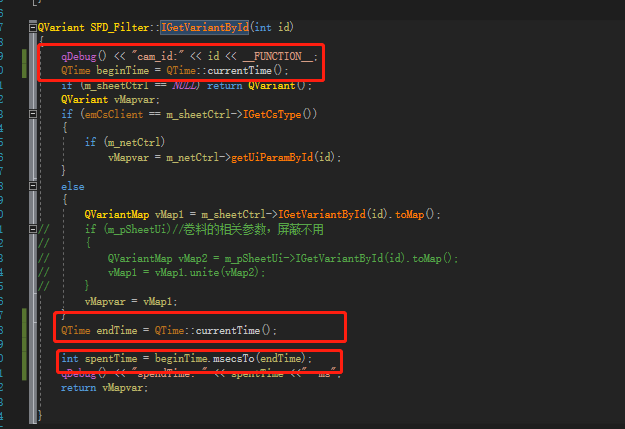 QVariant SFD_Filter::IGetVariantById(int id)
{
qDebug() << "cam_id:" << id << __FUNCTION__;
QTime beginTime = QTime::currentTime();
if (m_sheetCtrl == NULL) return QVariant();
QVariant vMapvar;
if (emCsClient == m_sheetCtrl->IGetCsType())
{
if (m_netCtrl)
vMapvar = m_netCtrl->getUiParamById(id);
}
else
{
QVariantMap vMap1 = m_sheetCtrl->IGetVariantById(id).toMap();
// if (m_pSheetUi)//卷料的相关参数，屏蔽不用
// {
// QVariantMap vMap2 = m_pSheetUi->IGetVariantById(id).toMap();
// vMap1 = vMap1.unite(vMap2);
// }
vMapvar = vMap1;
}
QTime endTime = QTime::currentTime();
int spentTime = beginTime.msecsTo(endTime);
qDebug() << "spendTime: " << spentTime <<" ms";
return vMapvar;
}